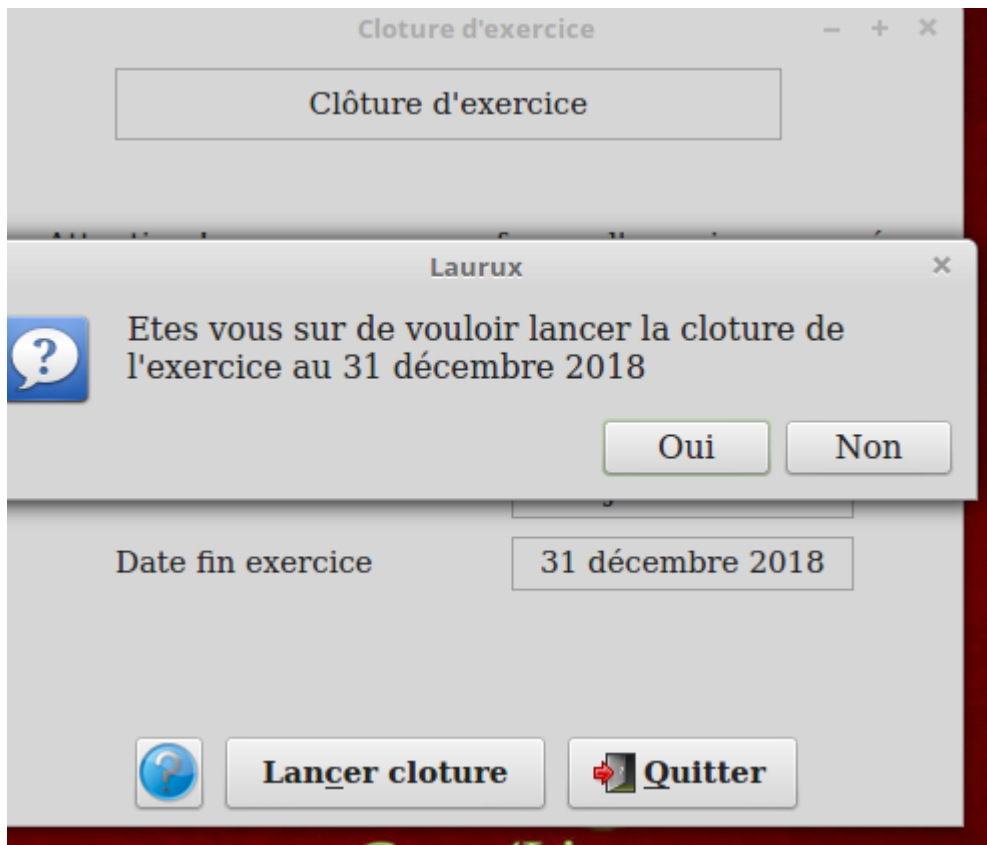 Cloture d'exercice
Clôture d'exercice
Laurux
Etes vous sur de vouloir lancer la cloture de
l'exercice au 31 décembre 2018
Oui Non
Date fin exercice 31 décembre 2018
Lancer cloture Quitter